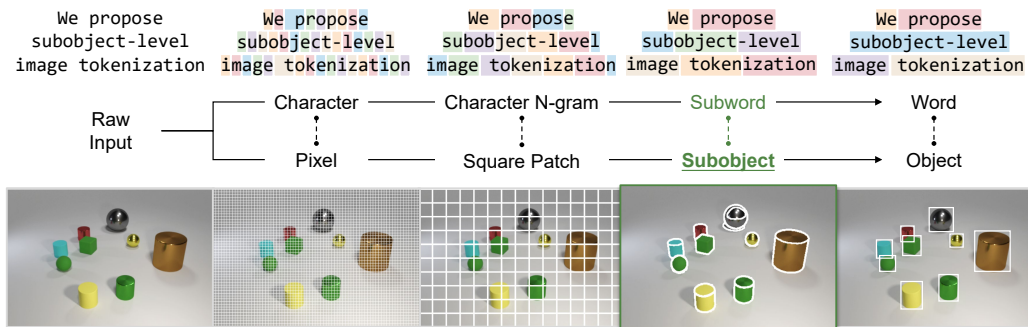 We propose We propose We propose We propose We propose
subobject-level subobject-level subobject-level subobject-level subobject-level
image tokenization image tokenization image tokenization image tokenization image tokenization
Raw
Input
Character Character N-gram Subword Word
Pixel Square Patch Subobject Object